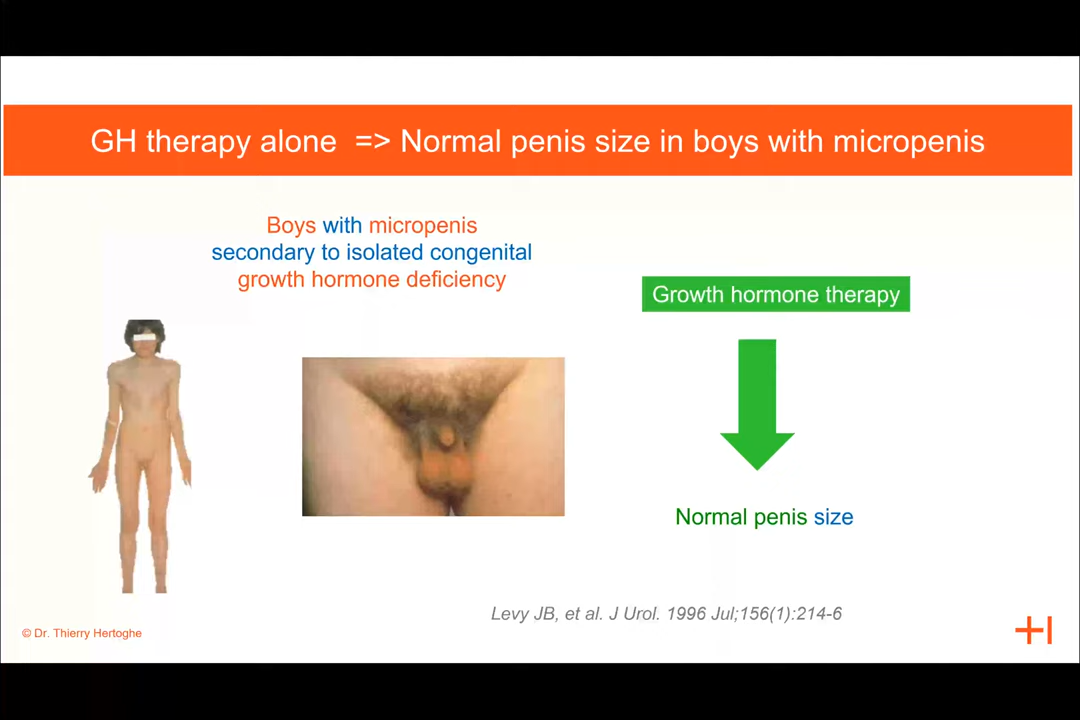 GH therapy alone => Normal penis size in boys with micropenis
Boys with micropenis
secondary to isolated congenital
growth hormone deficiency
Growth hormone therapy
Normal penis size
Levy JB, et al. J Urol. 1996 Jul;156(1):214-6
© Dr. Thierry Hertoghe